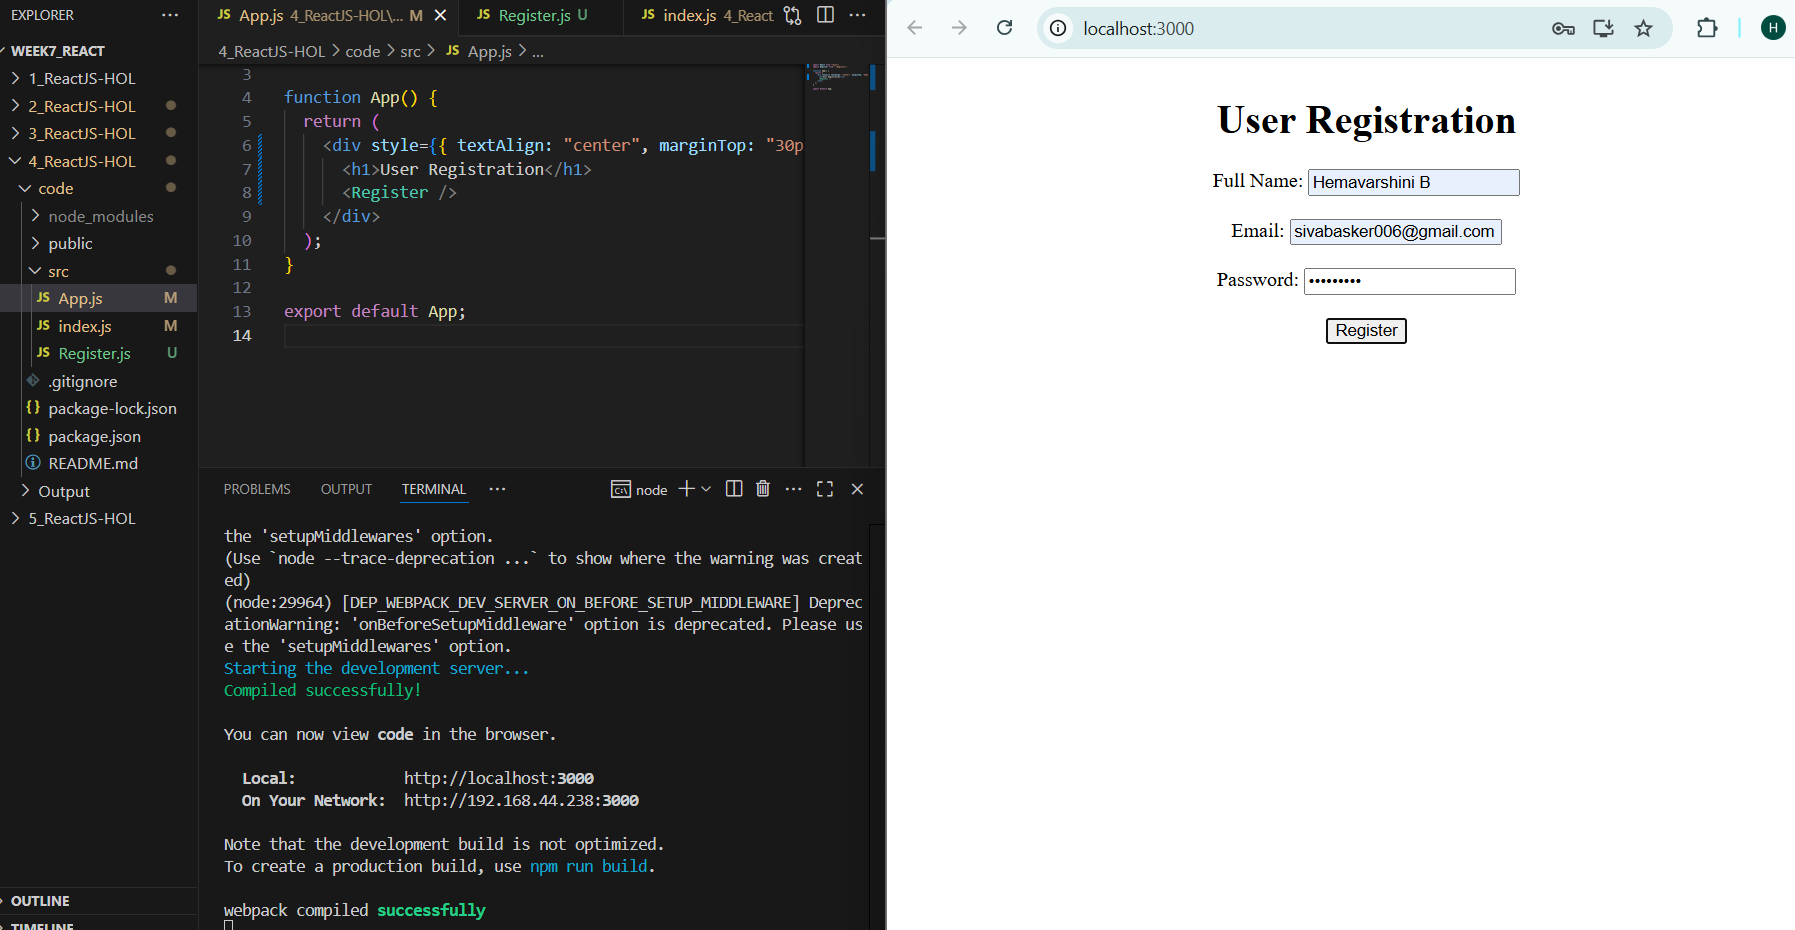 EXPLORER ...
WEEK7_REACT
1_ReactJS-HOL
2_ReactJS-HOL
3_ReactJS-HOL
4_ReactJS-HOL
code
node_modules
public
src
JS App.js M
JS index.js M
JS Register.js U
.gitignore
{} package-lock.json
{} package.json
README.md
Output
5_ReactJS-HOL
OUTLINE
TIMELINE
JS App.js 4_ReactJS-HOL\... M
JS Register.js U
JS index.js 4_React
4_ReactJS-HOL > code > src > JS App.js > ...
3
4 function App() {
5 return (
6 <div style={{ textAlign: "center", marginTop: "30p
7 <h1>User Registration</h1>
8 <Register />
9 </div>
10 );
11 }
12
13 export default App;
14
PROBLEMS OUTPUT TERMINAL ... node
the 'setupMiddlewares' option.
(Use `node --trace-deprecation ...` to show where the warning was creat
ed)
(node:29964) [DEP_WEBPACK_DEV_SERVER_ON_BEFORE_SETUP_MIDDLEWARE] Deprec
ationWarning: 'onBeforeSetupMiddleware' option is deprecated. Please us
e the 'setupMiddlewares' option.
Starting the development server...
Compiled successfully!
You can now view code in the browser.
Local: http://localhost:3000
On Your Network: http://192.168.44.238:3000
Note that the development build is not optimized.
To create a production build, use npm run build.
webpack compiled successfully
localhost:3000
H
User Registration
Full Name: Hemavarshini B
Email: sivabasker006@gmail.com
Password: •••••••••
Register